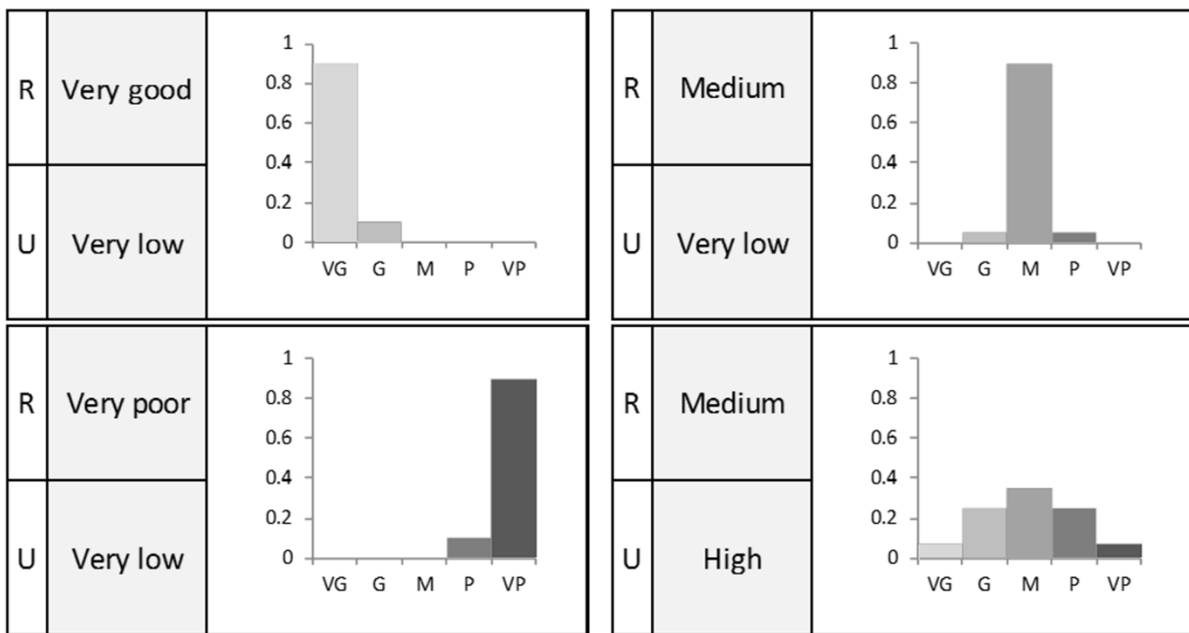 R Very good
U Very low
1
0.8
0.6
0.4
0.2
0
VG G M P VP
R Medium
U Very low
1
0.8
0.6
0.4
0.2
0
VG G M P VP
R Very poor
U Very low
1
0.8
0.6
0.4
0.2
0
VG G M P VP
R Medium
U High
1
0.8
0.6
0.4
0.2
0
VG G M P VP